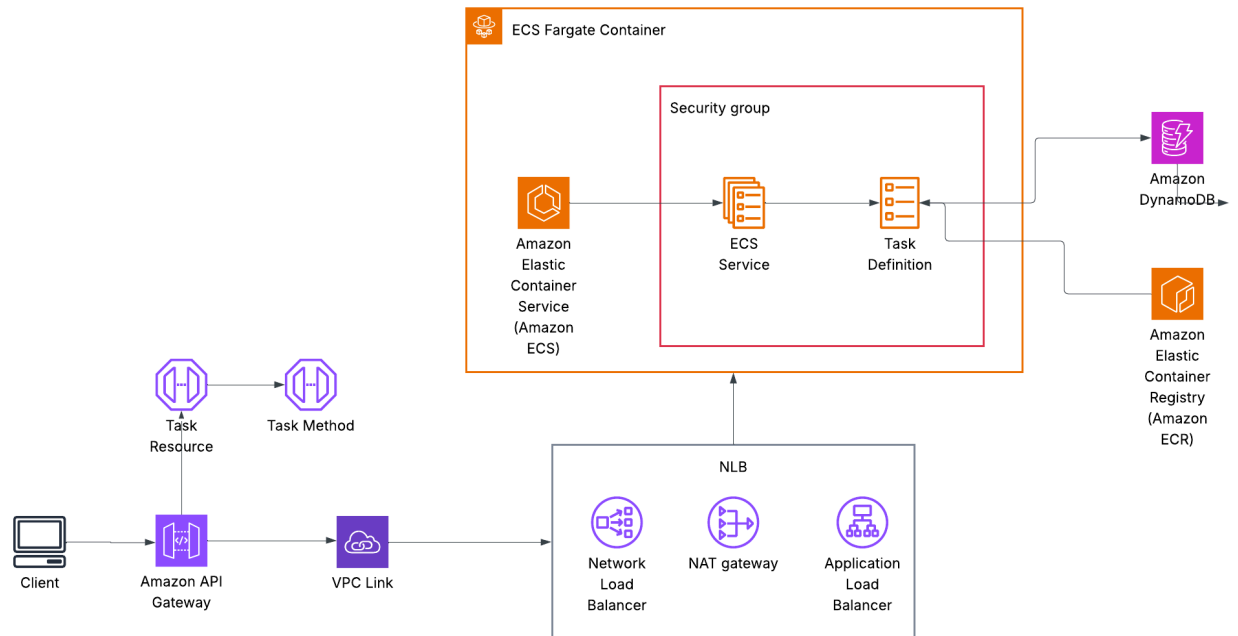 ECS Fargate Container
Security group
Amazon
DynamoDB
Amazon
Elastic
Container
Service
(Amazon
ECS)
ECS
Service
Task
Definition
Amazon
Elastic
Container
Registry
(Amazon
ECR)
Task
Resource
Task Method
NLB
Client
Amazon API
Gateway
VPC Link
Network
Load
Balancer
NAT gateway
Application
Load
Balancer